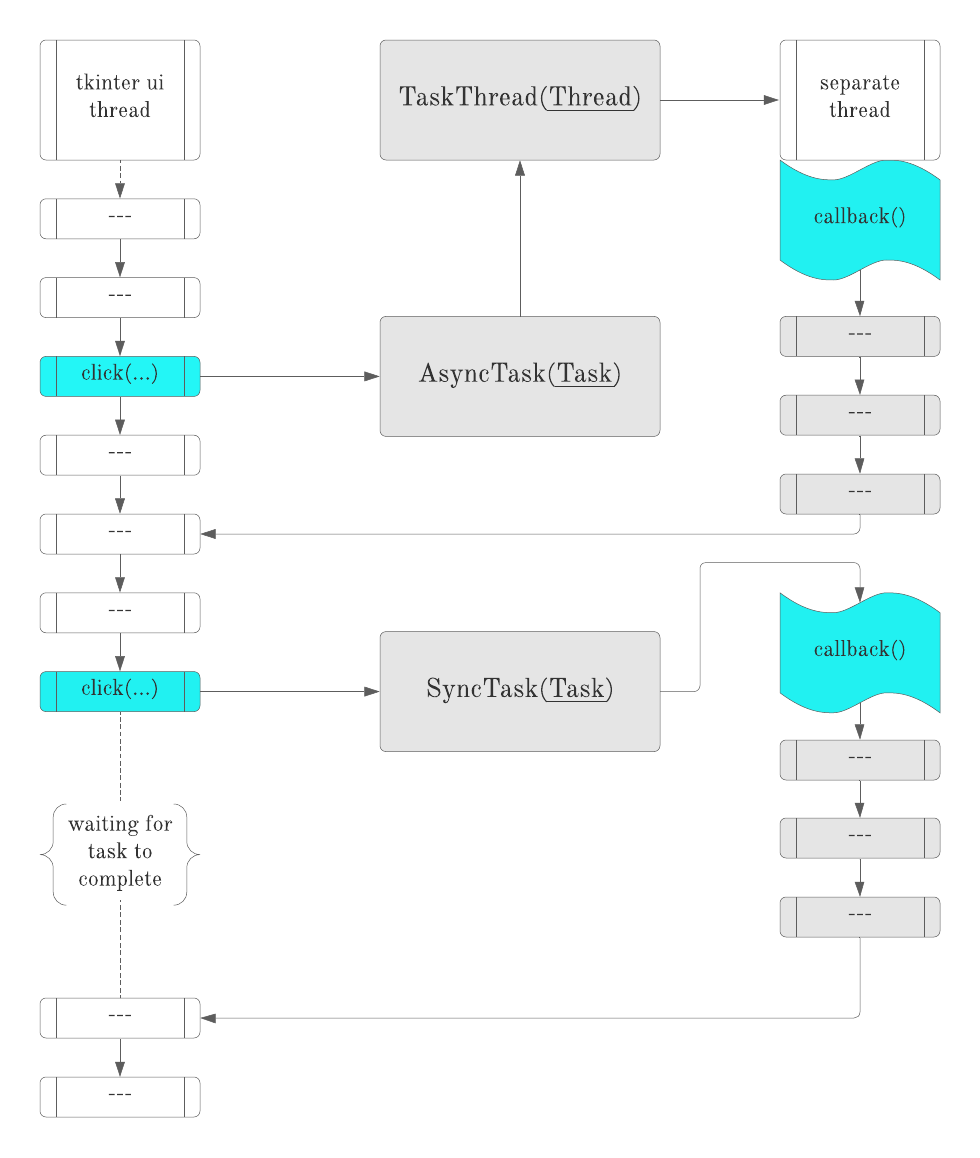 tkinter ui
thread
TaskThread(Thread)
separate
thread
---
callback()
---
---
click(...)
AsyncTask(Task)
---
---
---
---
---
callback()
click(...)
SyncTask(Task)
---
waiting for
task to
complete
---
---
---
---